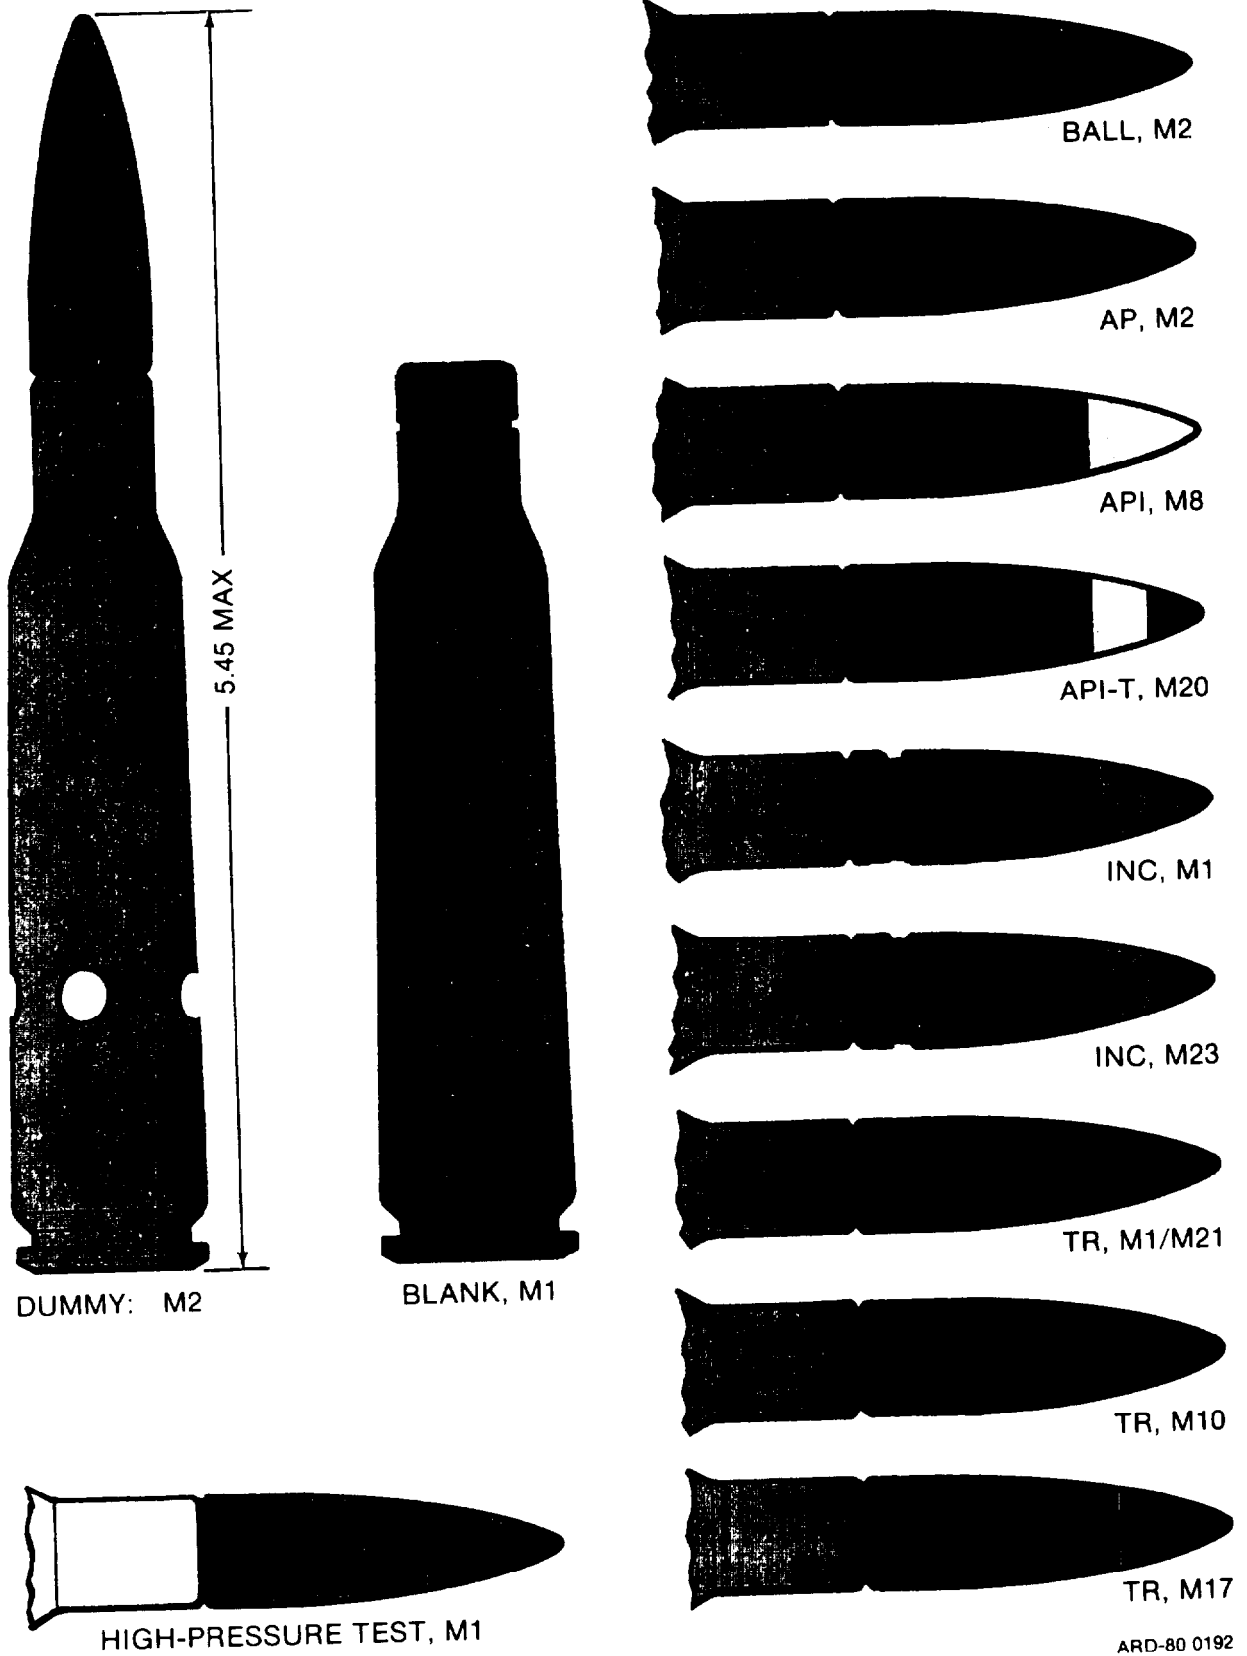 5.45 MAX
DUMMY: M2
BLANK, M1
HIGH-PRESSURE TEST, M1
BALL, M2
AP, M2
API, M8
API-T, M20
INC, M1
INC, M23
TR, M1/M21
TR, M10
TR, M17
ARD-80 0192